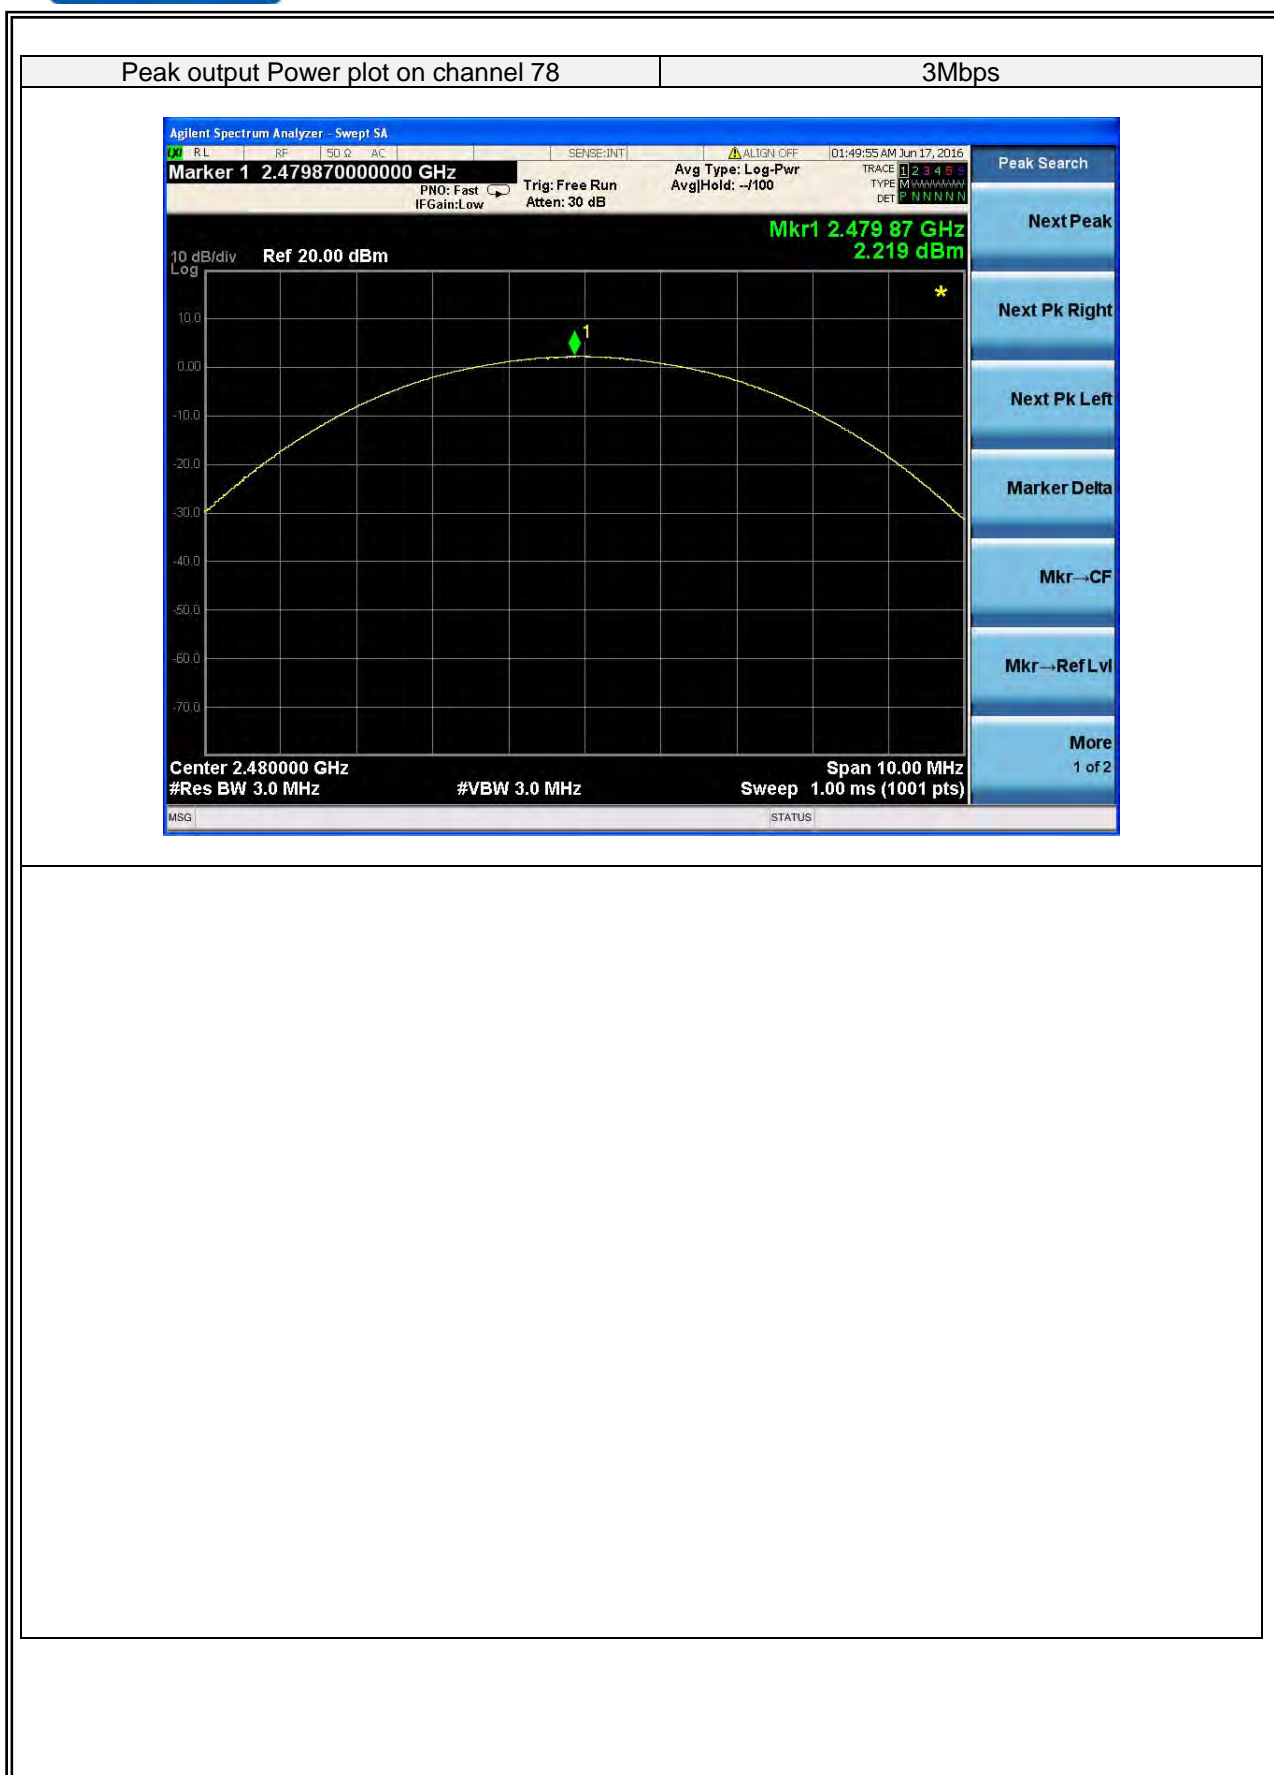 Peak output Power plot on channel 78 3Mbps
Agilent Spectrum Analyzer - Swept SA
LXI RL RF 50 Ω AC SENSE:INT ALIGN OFF 01:49:55 AM Jun 17, 2016
Marker 1 2.479870000000 GHz
PNO: Fast
IFGain:Low
Trig: Free Run
Atten: 30 dB
Avg Type: Log-Pwr
Avg|Hold: --/100
TRACE 1 2 3 4 5 6
TYPE M WWWWW
DET P N N N N N
Mkr1 2.479 87 GHz
2.219 dBm
10 dB/div Ref 20.00 dBm
Log
1
*
10.0
0.00
-10.0
-20.0
-30.0
-40.0
-50.0
-60.0
-70.0
Center 2.480000 GHz Span 10.00 MHz
#Res BW 3.0 MHz #VBW 3.0 MHz Sweep 1.00 ms (1001 pts)
MSG STATUS
Peak Search
Next Peak
Next Pk Right
Next Pk Left
Marker Delta
Mkr→CF
Mkr→Ref Lvl
More
1 of 2